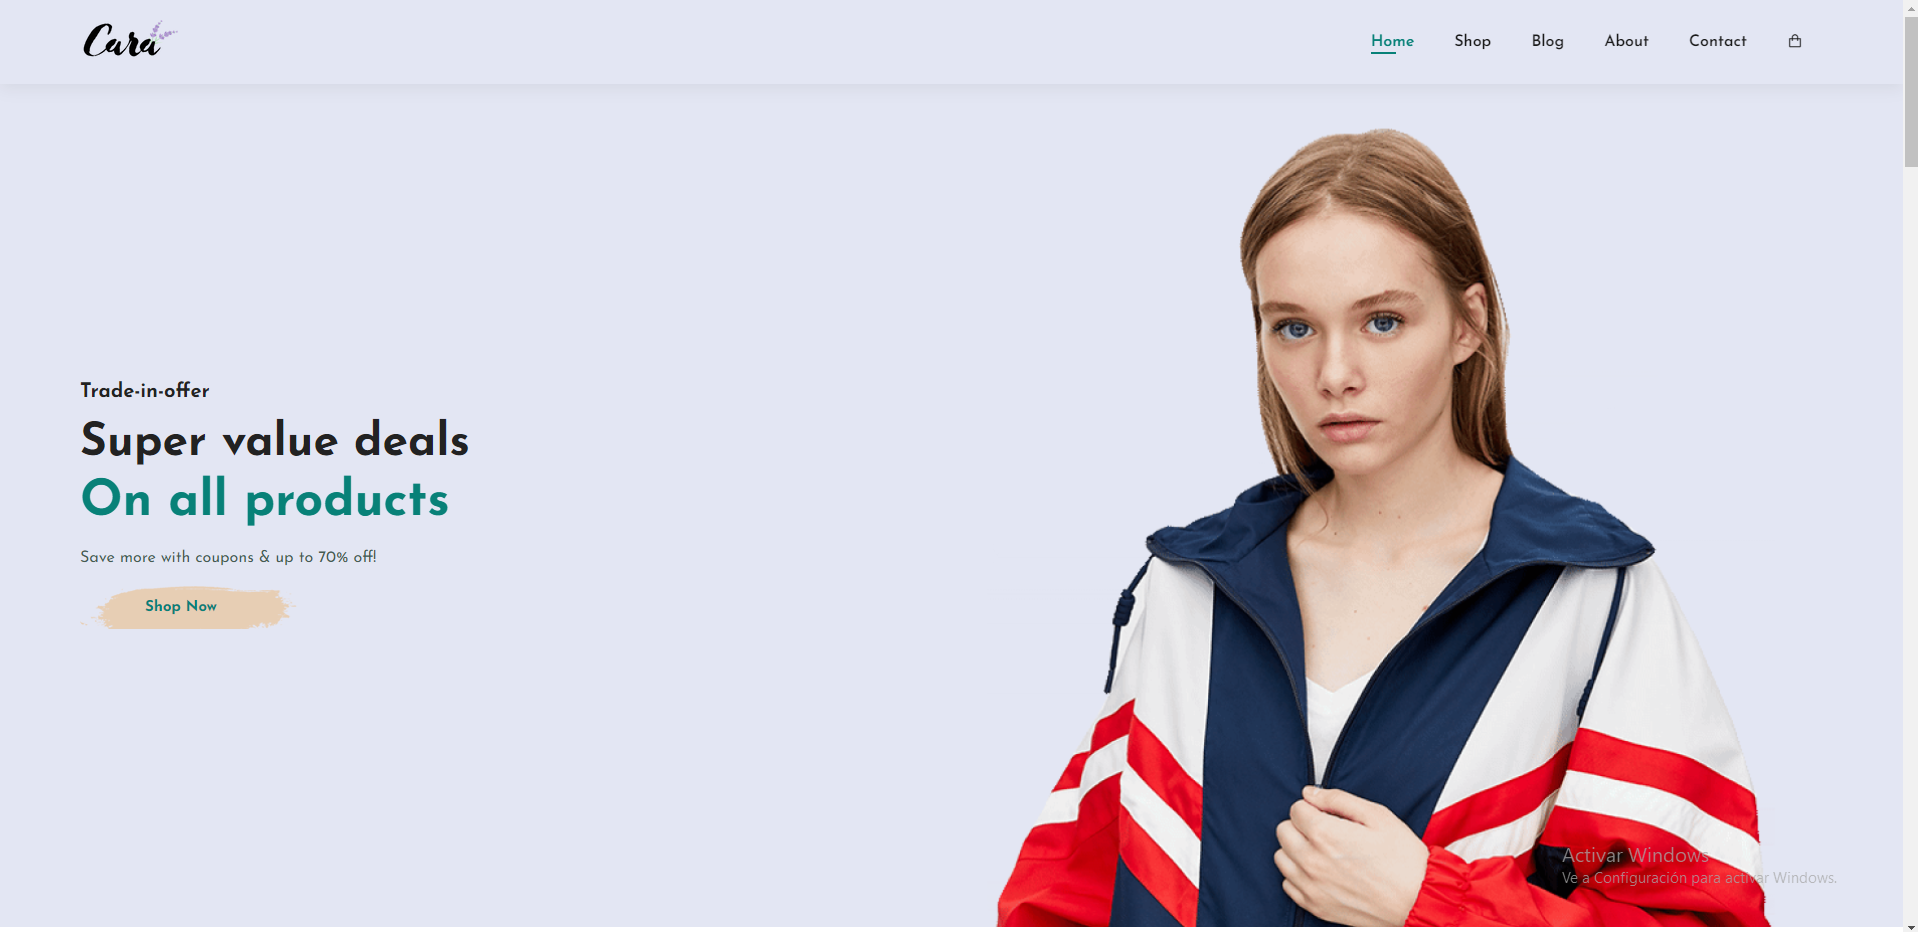 Cara
Home Shop Blog About Contact
Trade-in-offer
Super value deals
On all products
Save more with coupons & up to 70% off!
Shop Now
Activar Windows
Ve a Configuración para activar Windows.